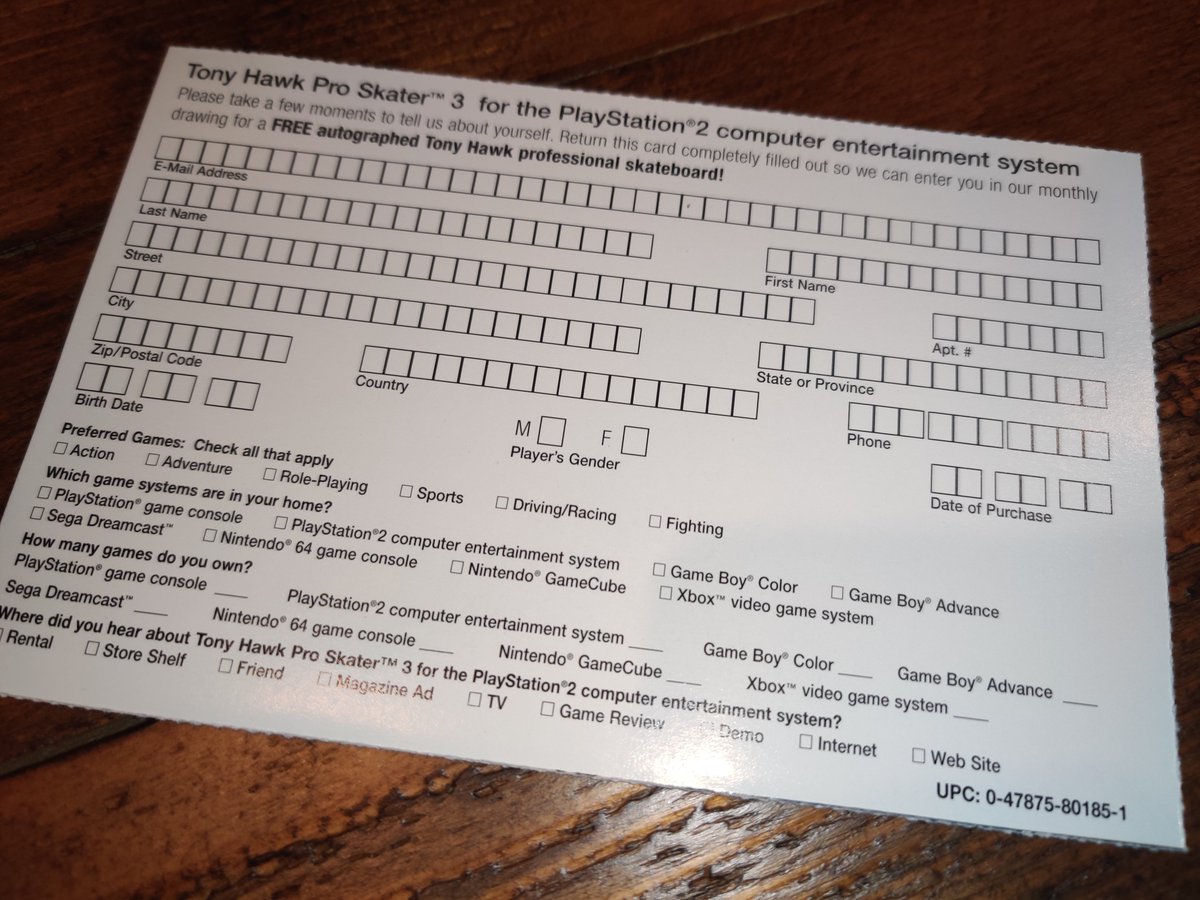 Tony Hawk Pro Skater™ 3 for the PlayStation®2 computer entertainment system
Please take a few moments to tell us about yourself. Return this card completely filled out so we can enter you in our monthly
drawing for a FREE autographed Tony Hawk professional skateboard!
E-Mail Address
Last Name
First Name
Street
Apt. #
City
State or Province
Zip/Postal Code
Country
Phone
Birth Date
M F
Player's Gender
Date of Purchase
Preferred Games: Check all that apply
Action Adventure Role-Playing Sports Driving/Racing Fighting
Which game systems are in your home?
PlayStation® game console PlayStation®2 computer entertainment system Game Boy® Color Game Boy® Advance
Sega Dreamcast™ Nintendo® 64 game console Nintendo® GameCube Xbox™ video game system
How many games do you own?
PlayStation® game console ___ PlayStation®2 computer entertainment system ___ Game Boy® Color ___ Game Boy® Advance ___
Sega Dreamcast™ ___ Nintendo® 64 game console ___ Nintendo® GameCube ___ Xbox™ video game system ___
Where did you hear about Tony Hawk Pro Skater™ 3 for the PlayStation®2 computer entertainment system?
Rental Store Shelf Friend Magazine Ad TV Game Review Demo Internet Web Site
UPC: 0-47875-80185-1